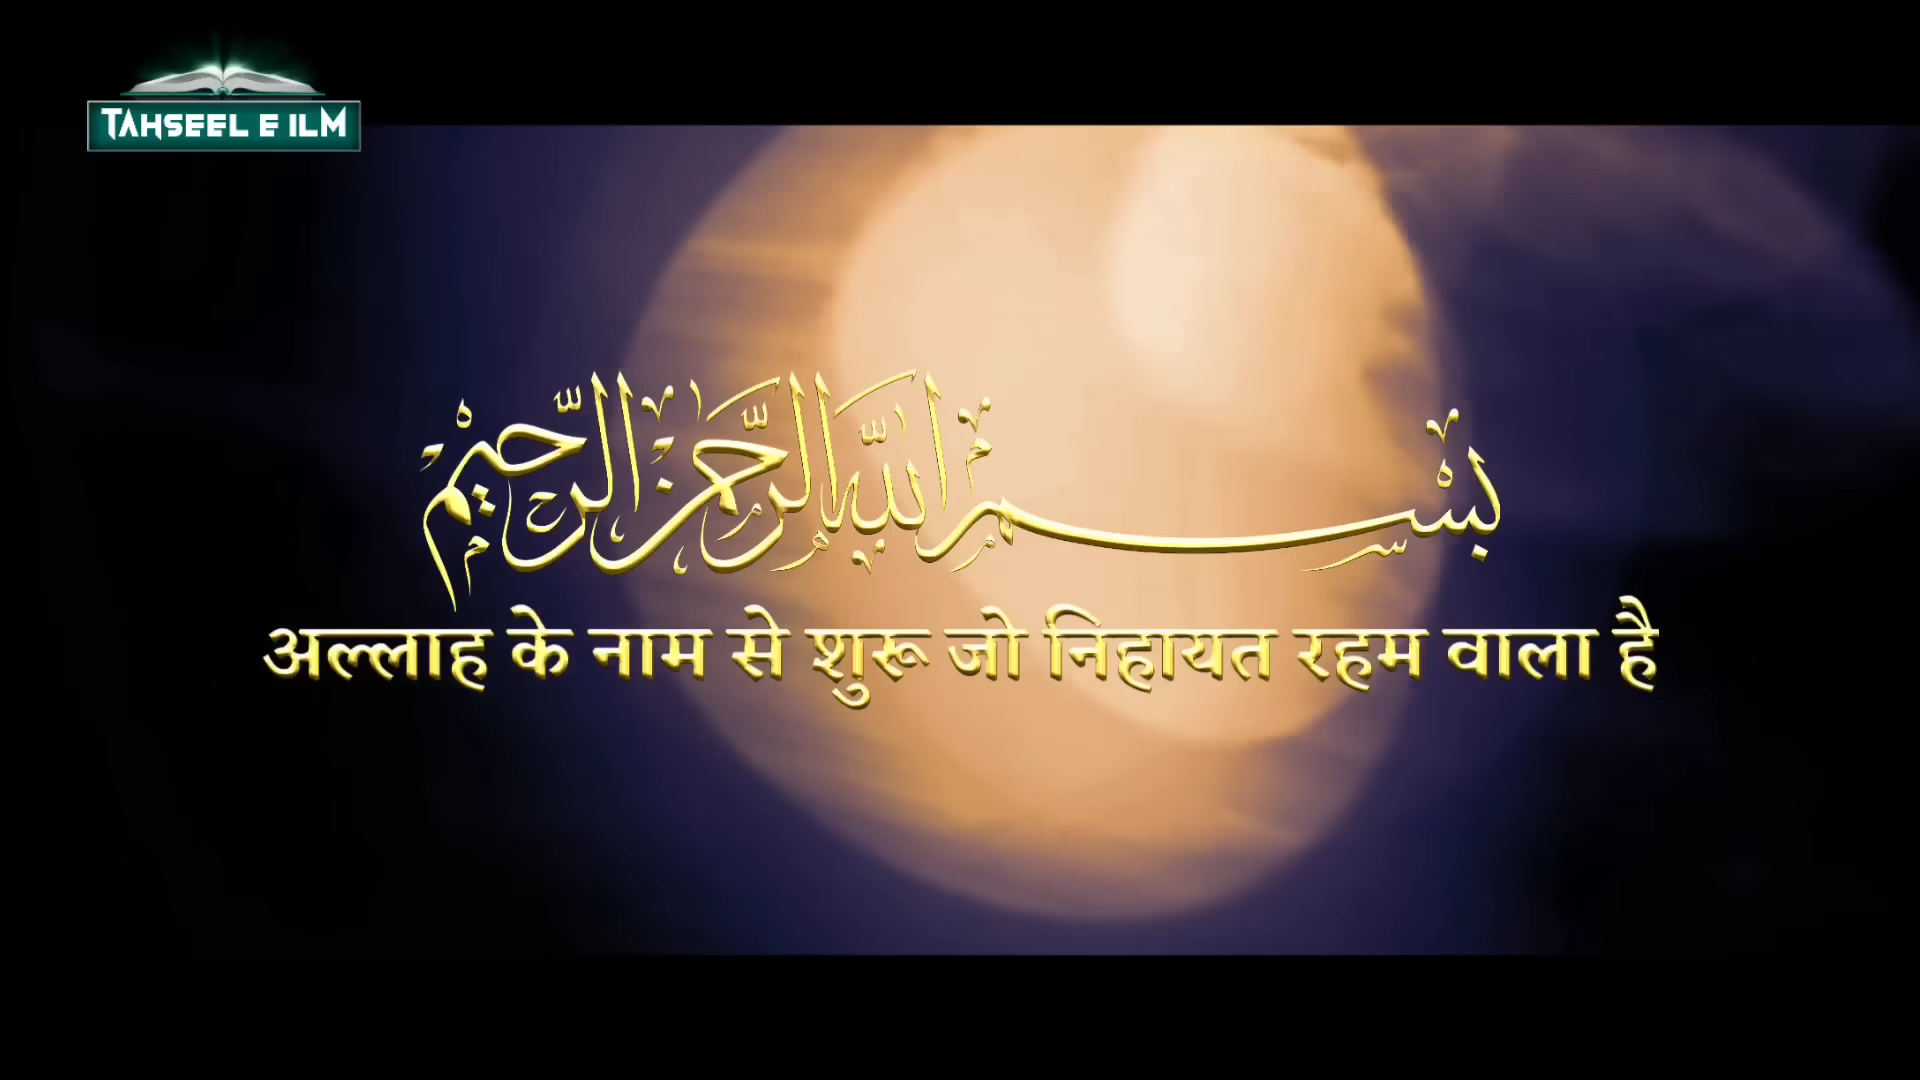 TAHSEEL E ILM
بسم الله الرحمن الرحيم
अल्लाह के नाम से शुरू जो निहायत रहम वाला है